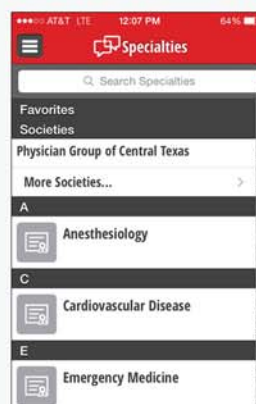 AT&T LTE 12:07 PM 64%
Specialties
Search Specialties
Favorites
Societies
Physician Group of Central Texas
More Societies...
A
Anesthesiology
C
Cardiovascular Disease
E
Emergency Medicine